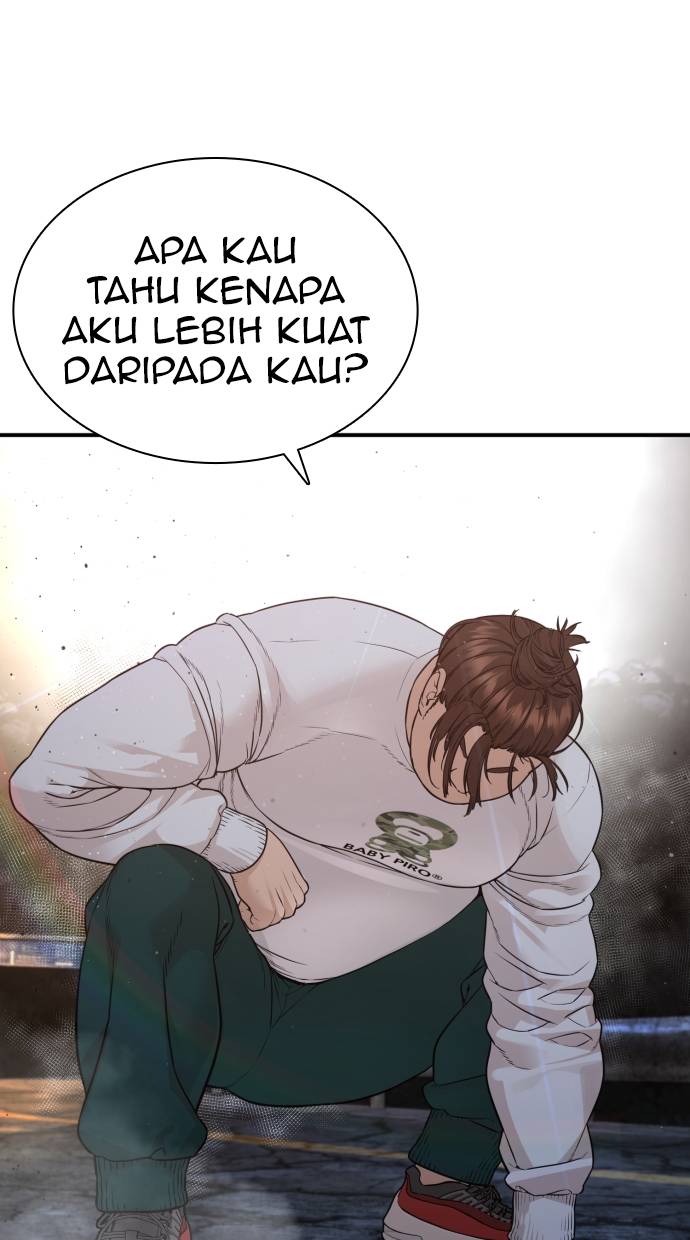 APA KAU
TAHU KENAPA
AKU LEBIH KUAT
DARIPADA KAU?
BABY PIRO®